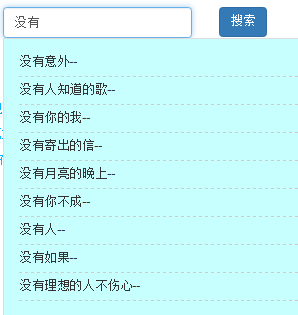 没有
搜索
没有意外--
没有人知道的歌--
没有你的我--
没有寄出的信--
没有月亮的晚上--
没有你不成--
没有人--
没有如果--
没有理想的人不伤心--